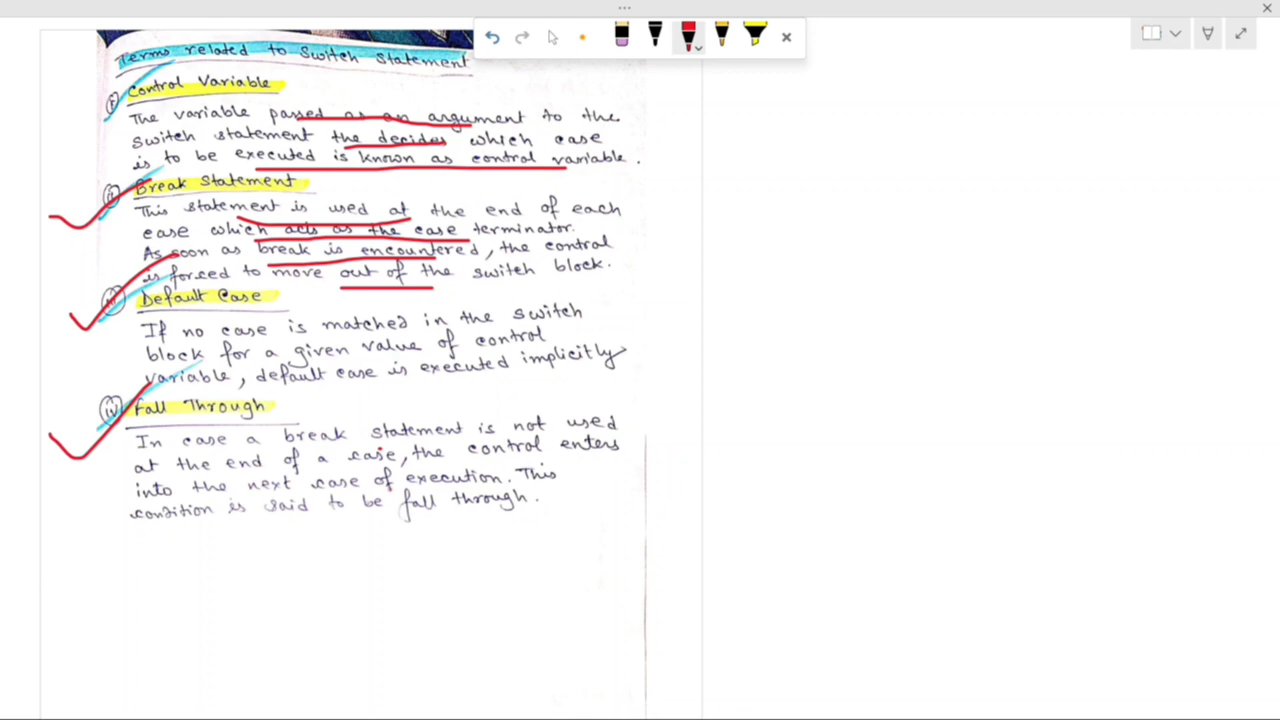 Terms related to Switch Statement
(i) Control Variable
The variable passed as an argument to the
switch statement the decides which case
is to be executed is known as control variable.
(ii) Break Statement
This statement is used at the end of each
case which acts as the case terminator.
As soon as break is encountered, the control
is forced to move out of the switch block.
(iii) Default Case
If no case is matched in the switch
block for a given value of control
variable, default case is executed implicitly
(iv) Fall Through
In case a break statement is not used
at the end of a case, the control enters
into the next case of execution. This
condition is said to be fall through.